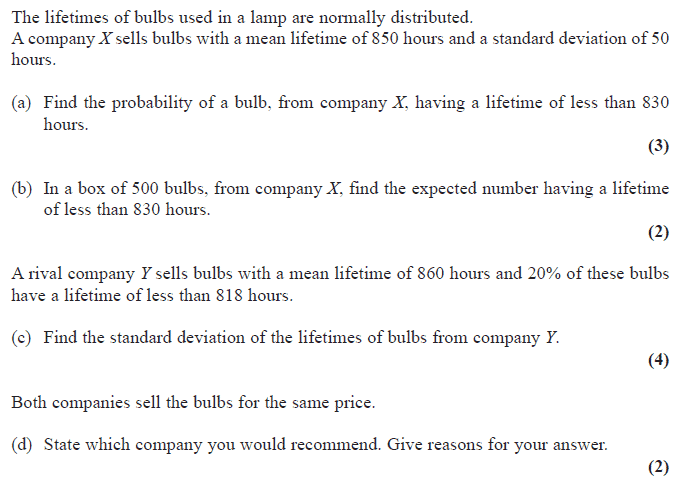 The lifetimes of bulbs used in a lamp are normally distributed.
A company X sells bulbs with a mean lifetime of 850 hours and a standard deviation of 50
hours.
(a) Find the probability of a bulb, from company X, having a lifetime of less than 830
hours.
(3)
(b) In a box of 500 bulbs, from company X, find the expected number having a lifetime
of less than 830 hours.
(2)
A rival company Y sells bulbs with a mean lifetime of 860 hours and 20% of these bulbs
have a lifetime of less than 818 hours.
(c) Find the standard deviation of the lifetimes of bulbs from company Y.
(4)
Both companies sell the bulbs for the same price.
(d) State which company you would recommend. Give reasons for your answer.
(2)